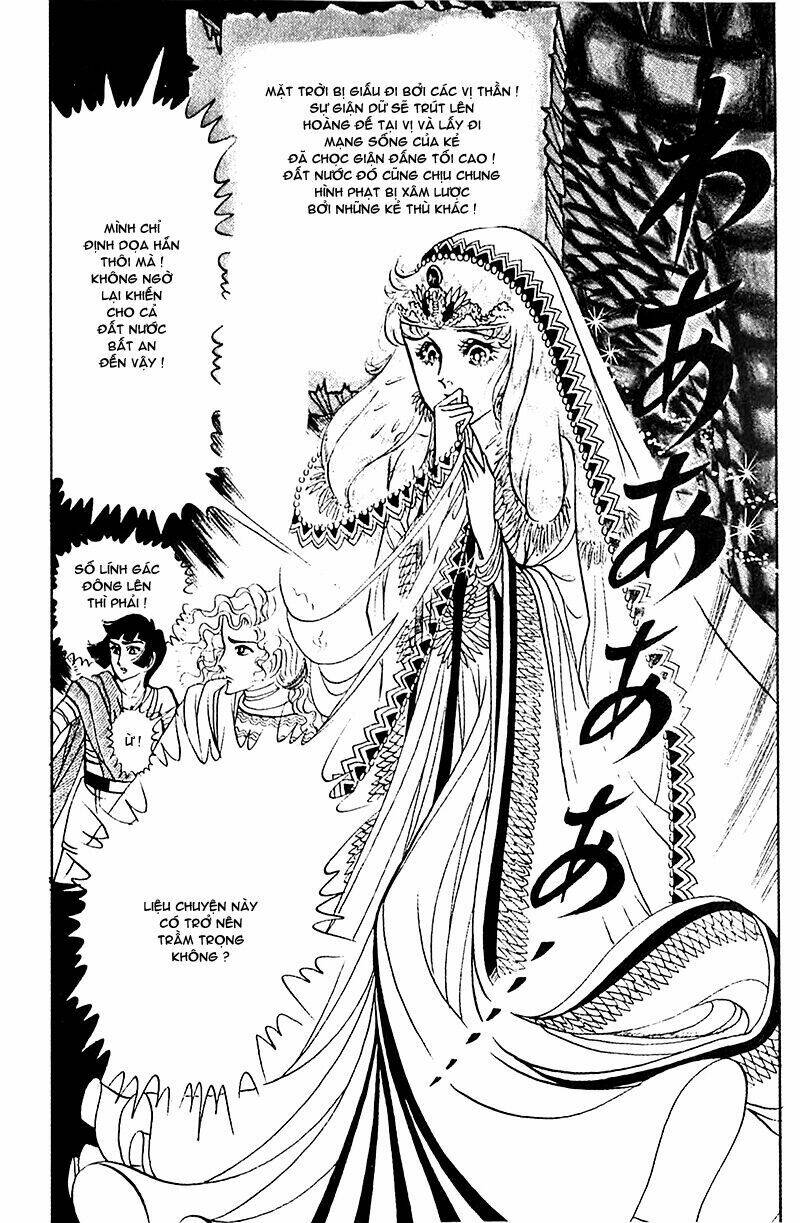 MẶT TRỜI BỊ GIẤU ĐI BỞI CÁC VỊ THẦN !
SỰ GIẬN DỮ SẼ TRÚT LÊN
HOÀNG ĐẾ TẠI VỊ VÀ LẤY ĐI
MẠNG SỐNG CỦA KẺ
ĐÃ CHỌC GIẬN ĐẤNG TỐI CAO !
ĐẤT NƯỚC ĐÓ CŨNG CHỊU CHUNG
HÌNH PHẠT BỊ XÂM LƯỢC
BỞI NHỮNG KẺ THÙ KHÁC !
わああああ
MÌNH CHỈ
ĐỊNH DỌA HẮN
THÔI MÀ !
KHÔNG NGỜ
LẠI KHIẾN
CHO CẢ
ĐẤT NƯỚC
BẤT AN
ĐẾN VẬY !
SỐ LÍNH GÁC
ĐÔNG LÊN
THÌ PHẢI !
Ừ !
LIỆU CHUYỆN NÀY
CÓ TRỞ NÊN
TRẦM TRỌNG
KHÔNG ?